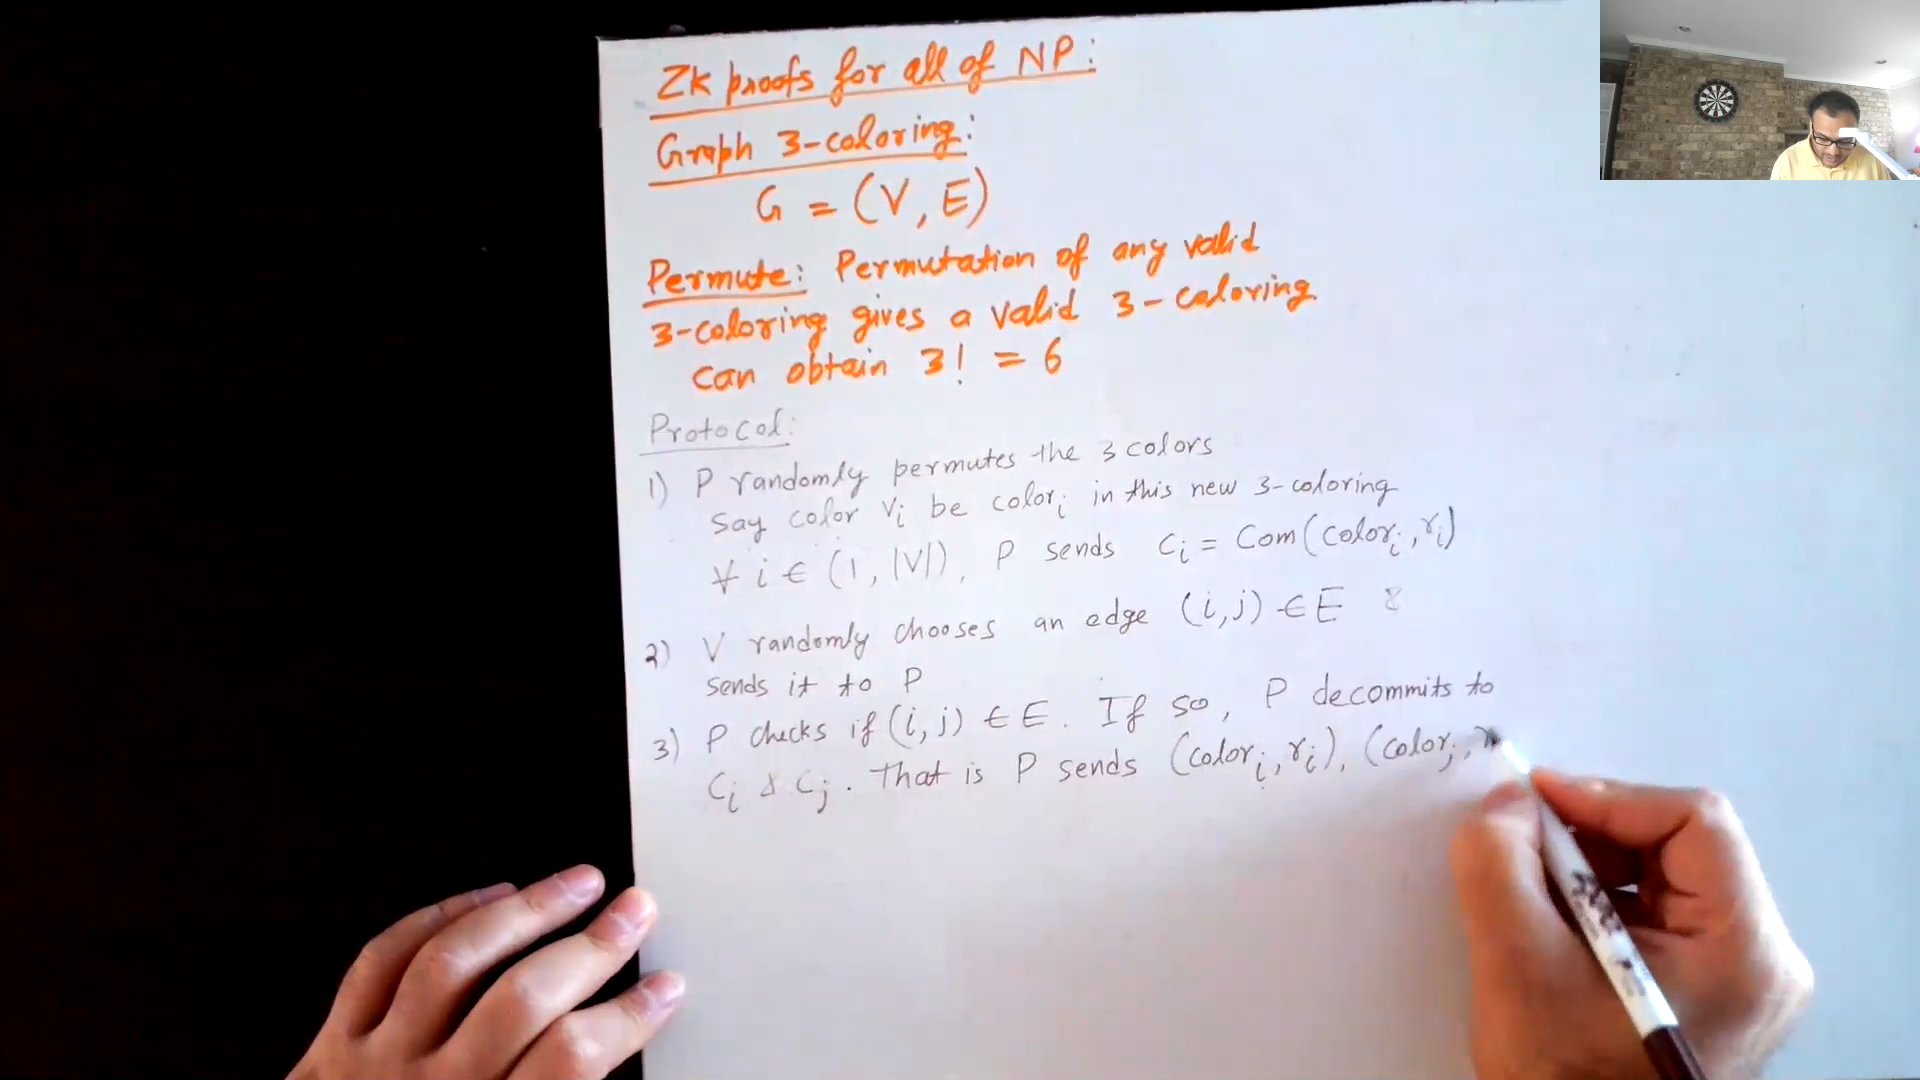 ZK proofs for all of NP:
Graph 3-coloring:
G = (V, E)
Permute: Permutation of any valid
3-coloring gives a valid 3-coloring.
can obtain 3! = 6
Protocol:
1) P randomly permutes the 3 colors
Say color vᵢ be colorᵢ in this new 3-coloring
∀ i ∈ (1, |V|), P sends cᵢ = Com(colorᵢ, rᵢ)
2) V randomly chooses an edge (i, j) ∈ E &
sends it to P
3) P checks if (i, j) ∈ E. If so, P decommits to
cᵢ & cⱼ. That is P sends (colorᵢ, rᵢ), (colorⱼ, r